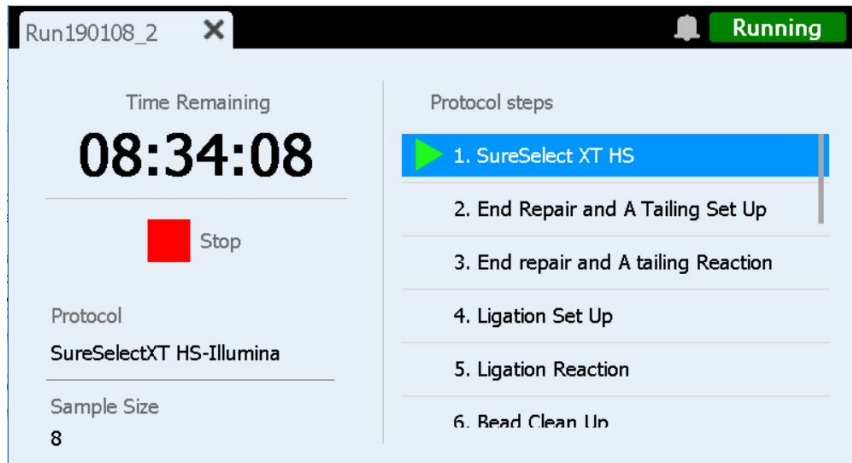 Run190108_2
Running
Time Remaining
08:34:08
Stop
Protocol
SureSelectXT HS-Illumina
Sample Size
8
Protocol steps
1. SureSelect XT HS
2. End Repair and A Tailing Set Up
3. End repair and A tailing Reaction
4. Ligation Set Up
5. Ligation Reaction
6. Bead Clean Up